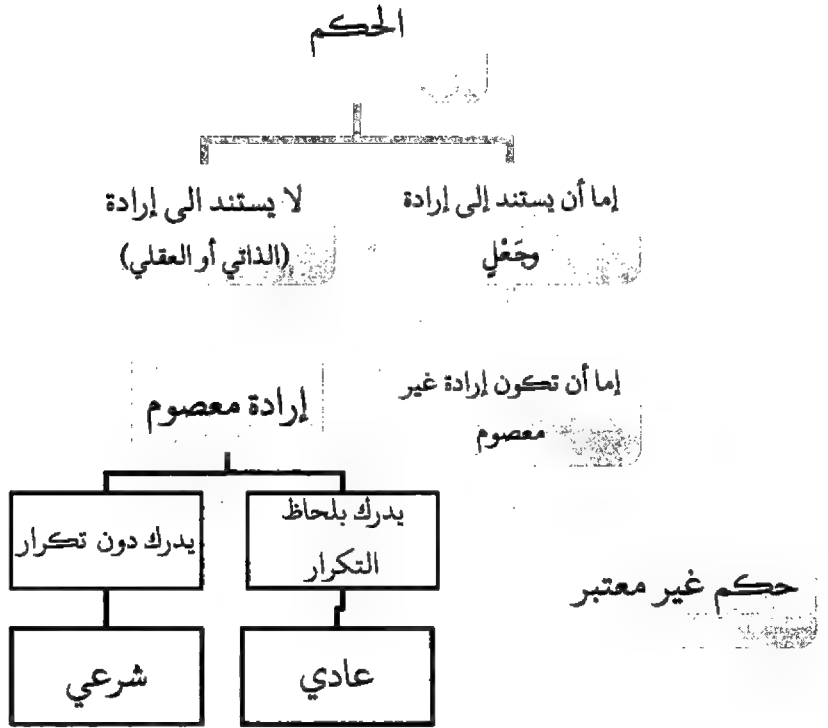 الحكم
إما أن يستند إلى إرادة
وجَعْلٍ
لا يستند الى إرادة
(الذاتي أو العقلي)
إما أن تكون إرادة غير
معصوم
إرادة معصوم
يدرك بلحاظ
التكرار
يدرك دون تكرار
حكم غير معتبر
عادي
شرعي